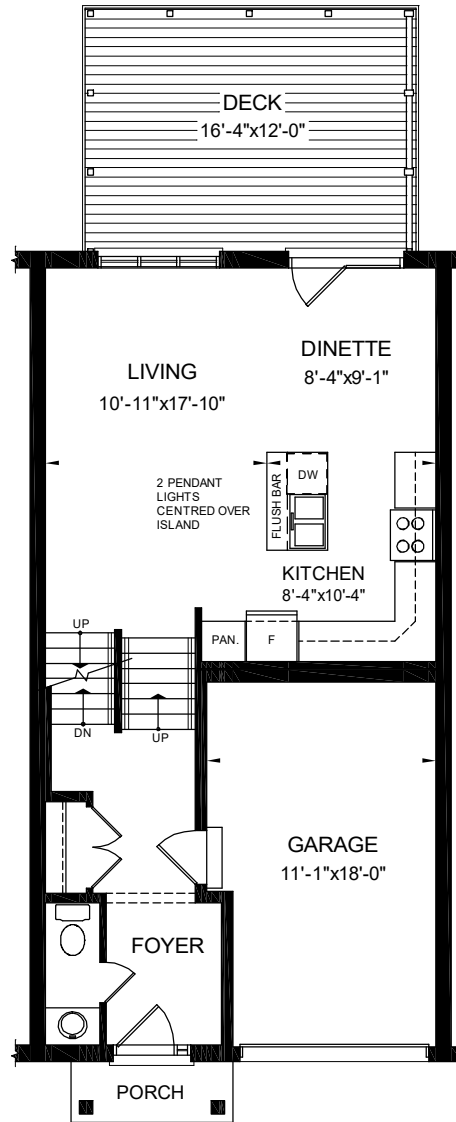 DECK
16'-4"x12'-0"
DINETTE
8'-4"x9'-1"
LIVING
10'-11"x17'-10"
2 PENDANT
LIGHTS
CENTRED OVER
ISLAND
FLUSH BAR
DW
KITCHEN
8'-4"x10'-4"
PAN.
F
UP
DN
UP
GARAGE
11'-1"x18'-0"
FOYER
PORCH